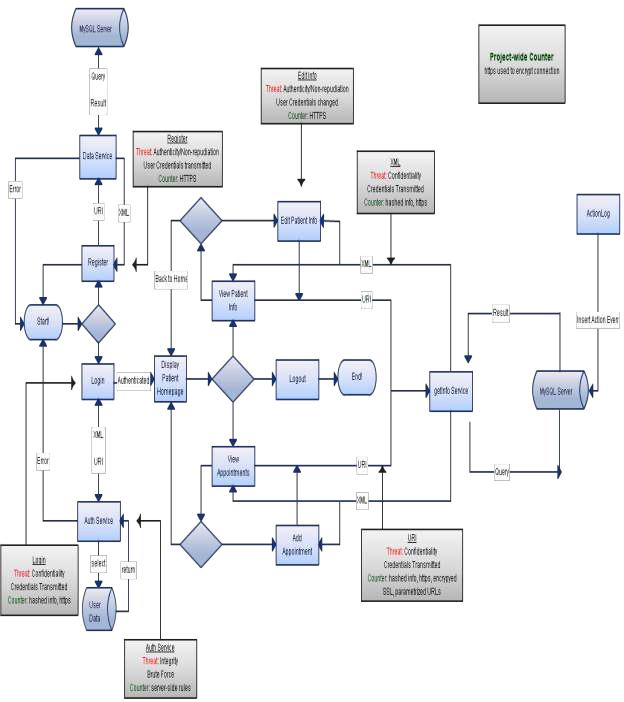 MySQL Server
Query
Result
Data Service
Error
URI
XML
Register
Start!
Login
Authenticated
XML
URI
Error
Auth Service
select
return
User
Data
Login
Threat: Confidentiality
Credentials Transmitted
Counter: hashed info, https
Auth Service
Threat: Integrity
Brute Force
Counter: server-side rules
Register
Threat: Authenticity/Non-repudiation
User Credentials transmitted
Counter: HTTPS
Edit Info
Threat: Authenticity/Non-repudiation
User Credentials changed
Counter: HTTPS
Back to Home
Display
Patient
Homepage
Edit Patient Info
View Patient
Info
XML
URI
Logout
End!
View
Appointments
URI
XML
Add
Appointment
XML
Threat: Confidentiality
Credentials Transmitted
Counter: hashed info, https
URI
Threat: Confidentiality
Credentials Transmitted
Counter: hashed info, https, encrypyed
SSL, parametrized URLs
getInfo Service
Result
Query
MySQL Server
Insert Action Event
ActionLog
Project-wide Counter
https used to encrypt connection